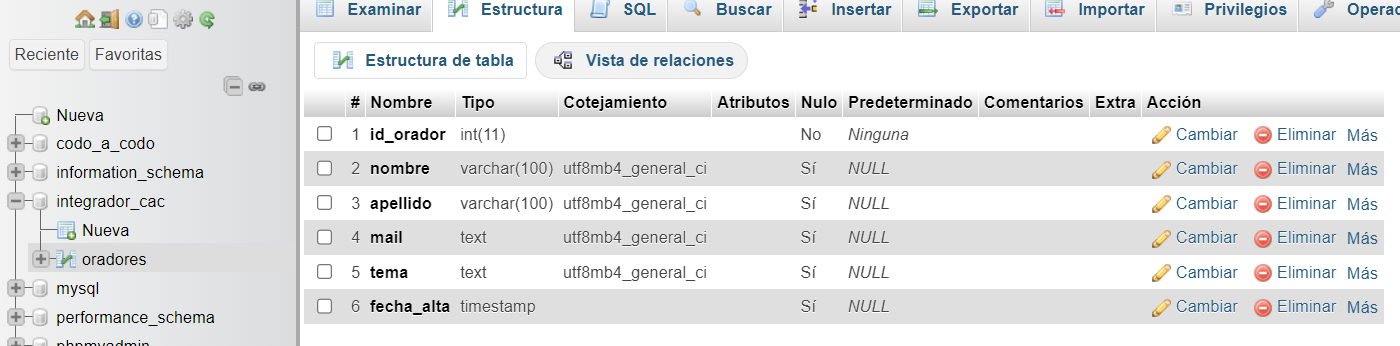 Examinar Estructura SQL Buscar Insertar Exportar Importar Privilegios Operac
Reciente Favoritas
Estructura de tabla Vista de relaciones
# Nombre Tipo Cotejamiento Atributos Nulo Predeterminado Comentarios Extra Acción
1 id_orador int(11) No Ninguna Cambiar Eliminar Más
2 nombre varchar(100) utf8mb4_general_ci Sí NULL Cambiar Eliminar Más
3 apellido varchar(100) utf8mb4_general_ci Sí NULL Cambiar Eliminar Más
4 mail text utf8mb4_general_ci Sí NULL Cambiar Eliminar Más
5 tema text utf8mb4_general_ci Sí NULL Cambiar Eliminar Más
6 fecha_alta timestamp Sí NULL Cambiar Eliminar Más
Nueva
codo_a_codo
information_schema
integrador_cac
Nueva
oradores
mysql
performance_schema
phpmyadmin